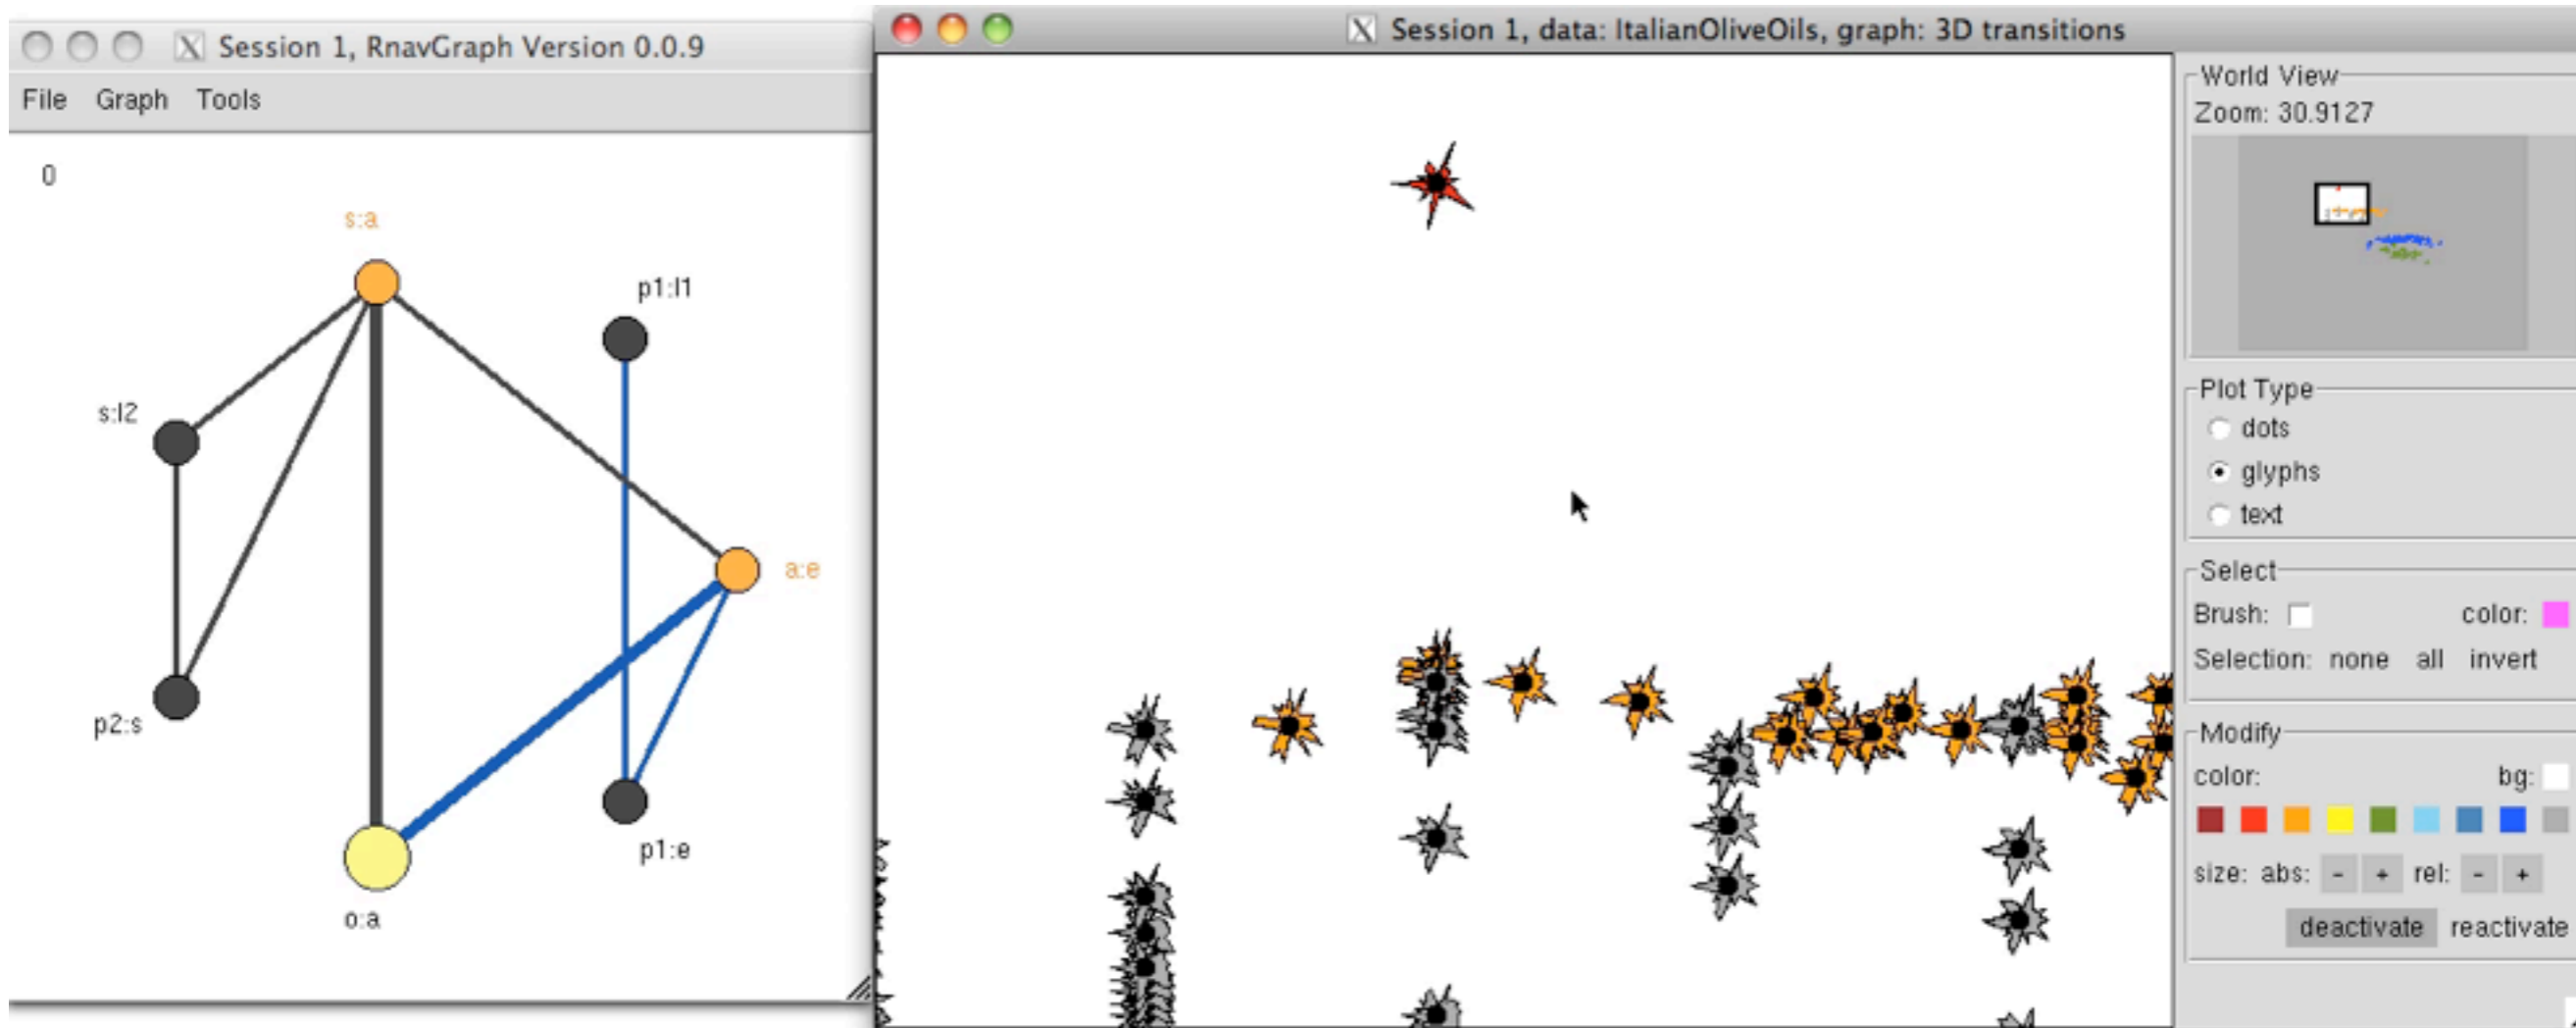 Session 1, RnavGraph Version 0.0.9
File Graph Tools
0
s:a
p1:l1
s:l2
a:e
p2:s
p1:e
o:a
Session 1, data: ItalianOliveOils, graph: 3D transitions
World View
Zoom: 30.9127
Plot Type
dots
glyphs
text
Select
Brush: color:
Selection: none all invert
Modify
color: bg:
size: abs: - + rel: - +
deactivate reactivate